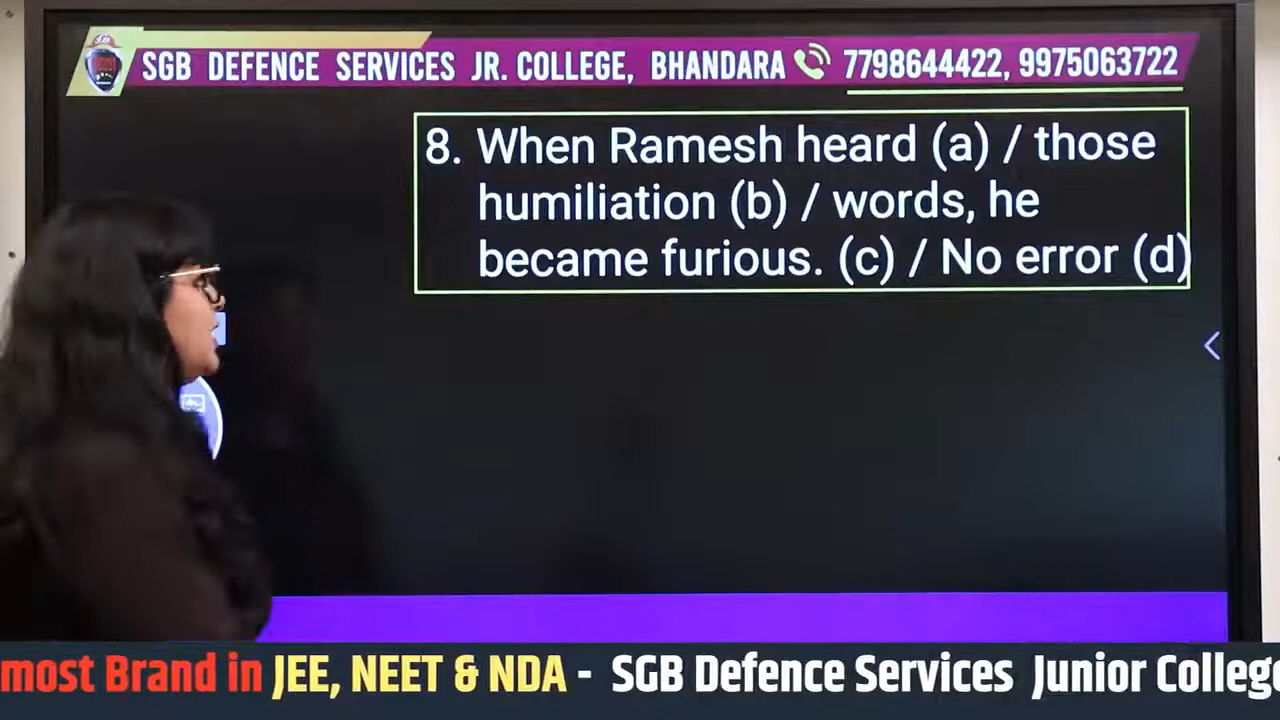 SGB DEFENCE SERVICES JR. COLLEGE, BHANDARA 7798644422, 9975063722
8. When Ramesh heard (a) / those
humiliation (b) / words, he
became furious. (c) / No error (d)
most Brand in JEE, NEET & NDA - SGB Defence Services Junior College